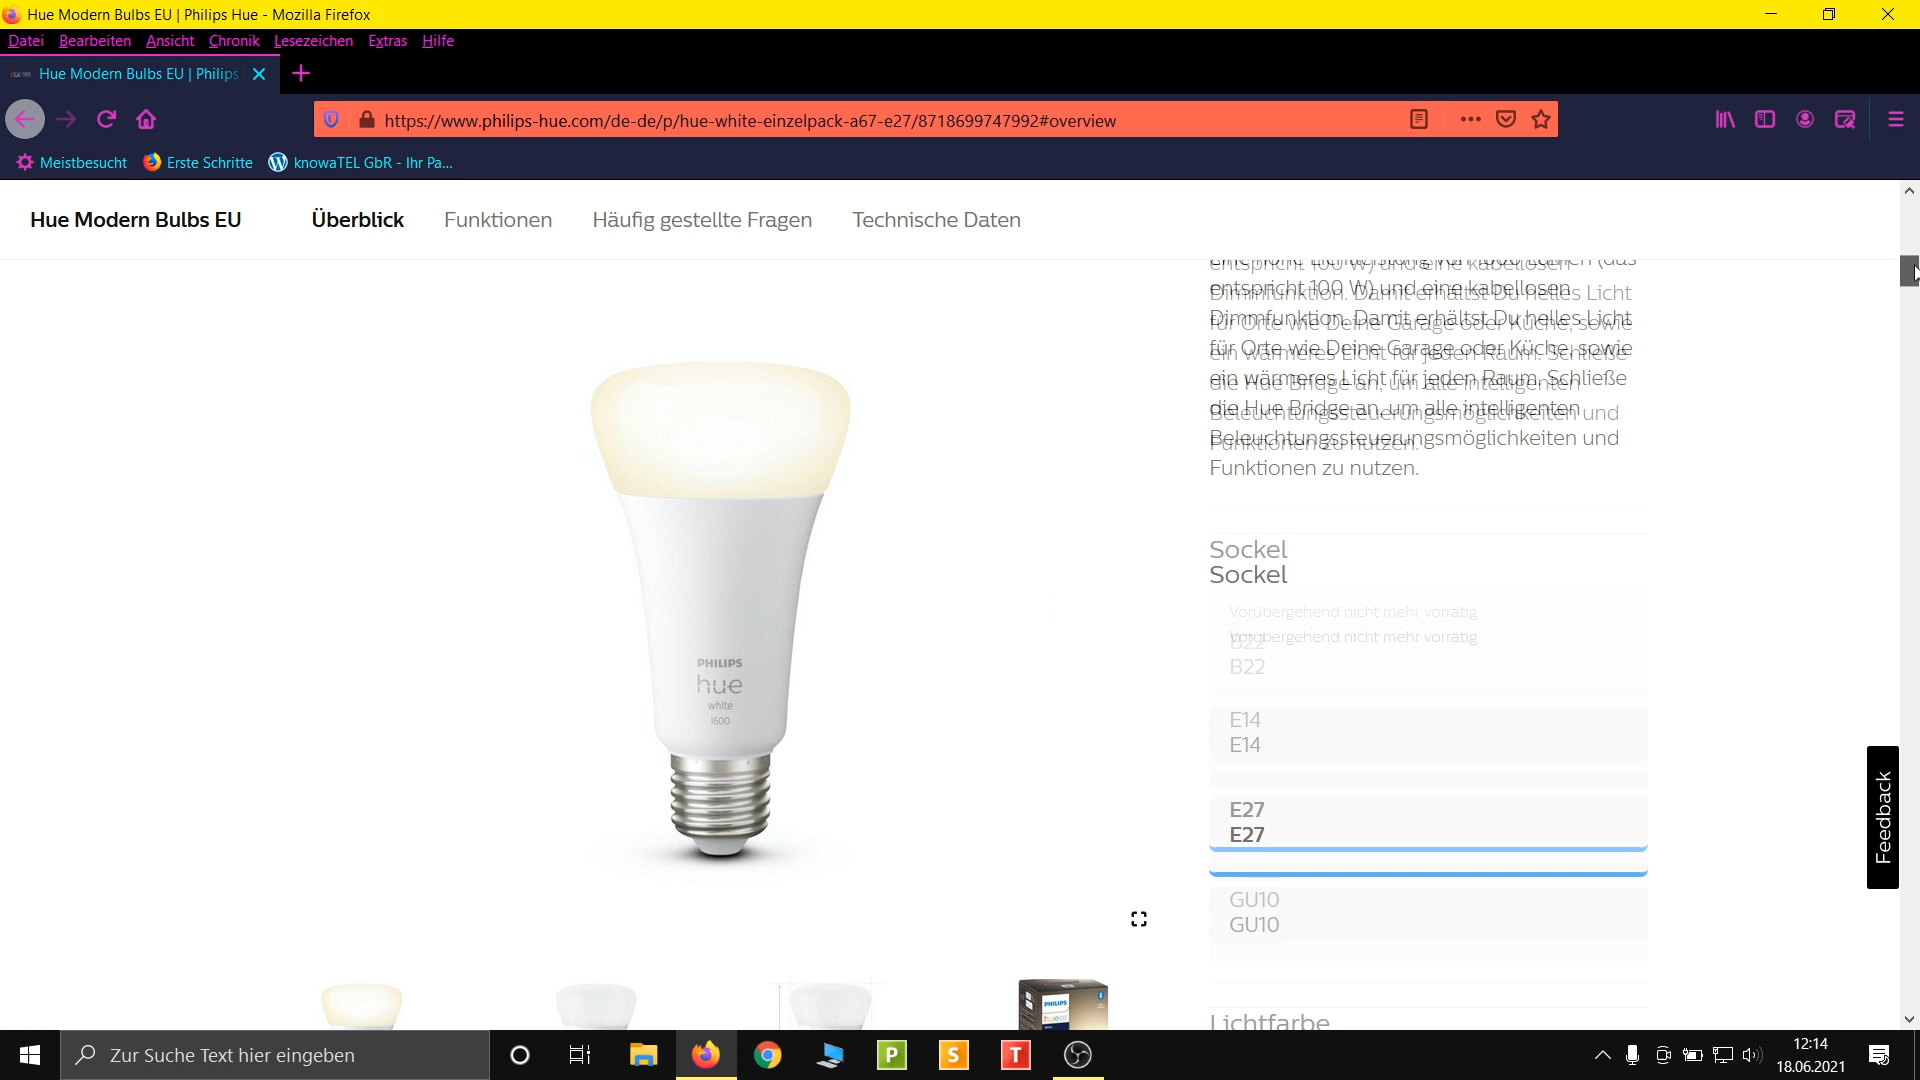 Hue Modern Bulbs EU | Philips Hue - Mozilla Firefox
Datei Bearbeiten Ansicht Chronik Lesezeichen Extras Hilfe
Hue Modern Bulbs EU | Philips
https://www.philips-hue.com/de-de/p/hue-white-einzelpack-a67-e27/8718699747992#overview
Meistbesucht Erste Schritte knowaTEL GbR - Ihr Pa...
Hue Modern Bulbs EU Überblick Funktionen Häufig gestellte Fragen Technische Daten
entspricht 100 W) und eine kabellosen
Dimmfunktion. Damit erhältst Du helles Licht
für Orte wie Deine Garage oder Küche, sowie
ein wärmeres Licht für jeden Raum. Schließe
die Hue Bridge an, um alle intelligenten
Beleuchtungssteuerungsmöglichkeiten und
Funktionen zu nutzen.
Sockel
Sockel
Vorübergehend nicht mehr vorrätig
Vorübergehend nicht mehr vorrätig
B22
B22
E14
E14
E27
E27
GU10
GU10
Lichtfarbe
PHILIPS
hue
white
1600
PHILIPS
hue
Feedback
Zur Suche Text hier eingeben
P S T
12:14
18.06.2021